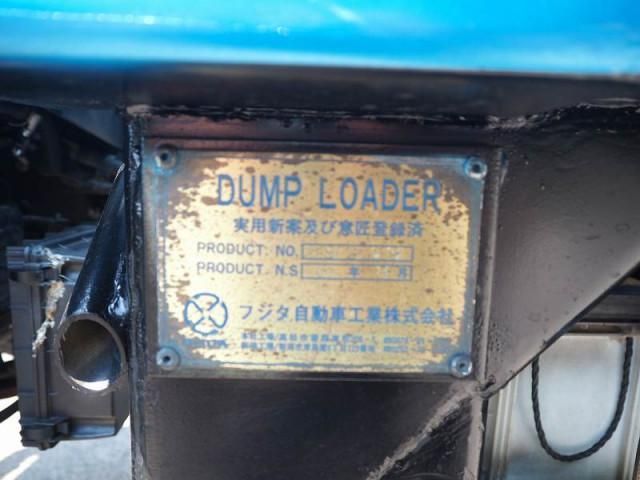 DUMP LOADER
実用新案及び意匠登録済
PRODUCT. NO.
PRODUCT. N.S 年 月
フジタ自動車工業株式会社